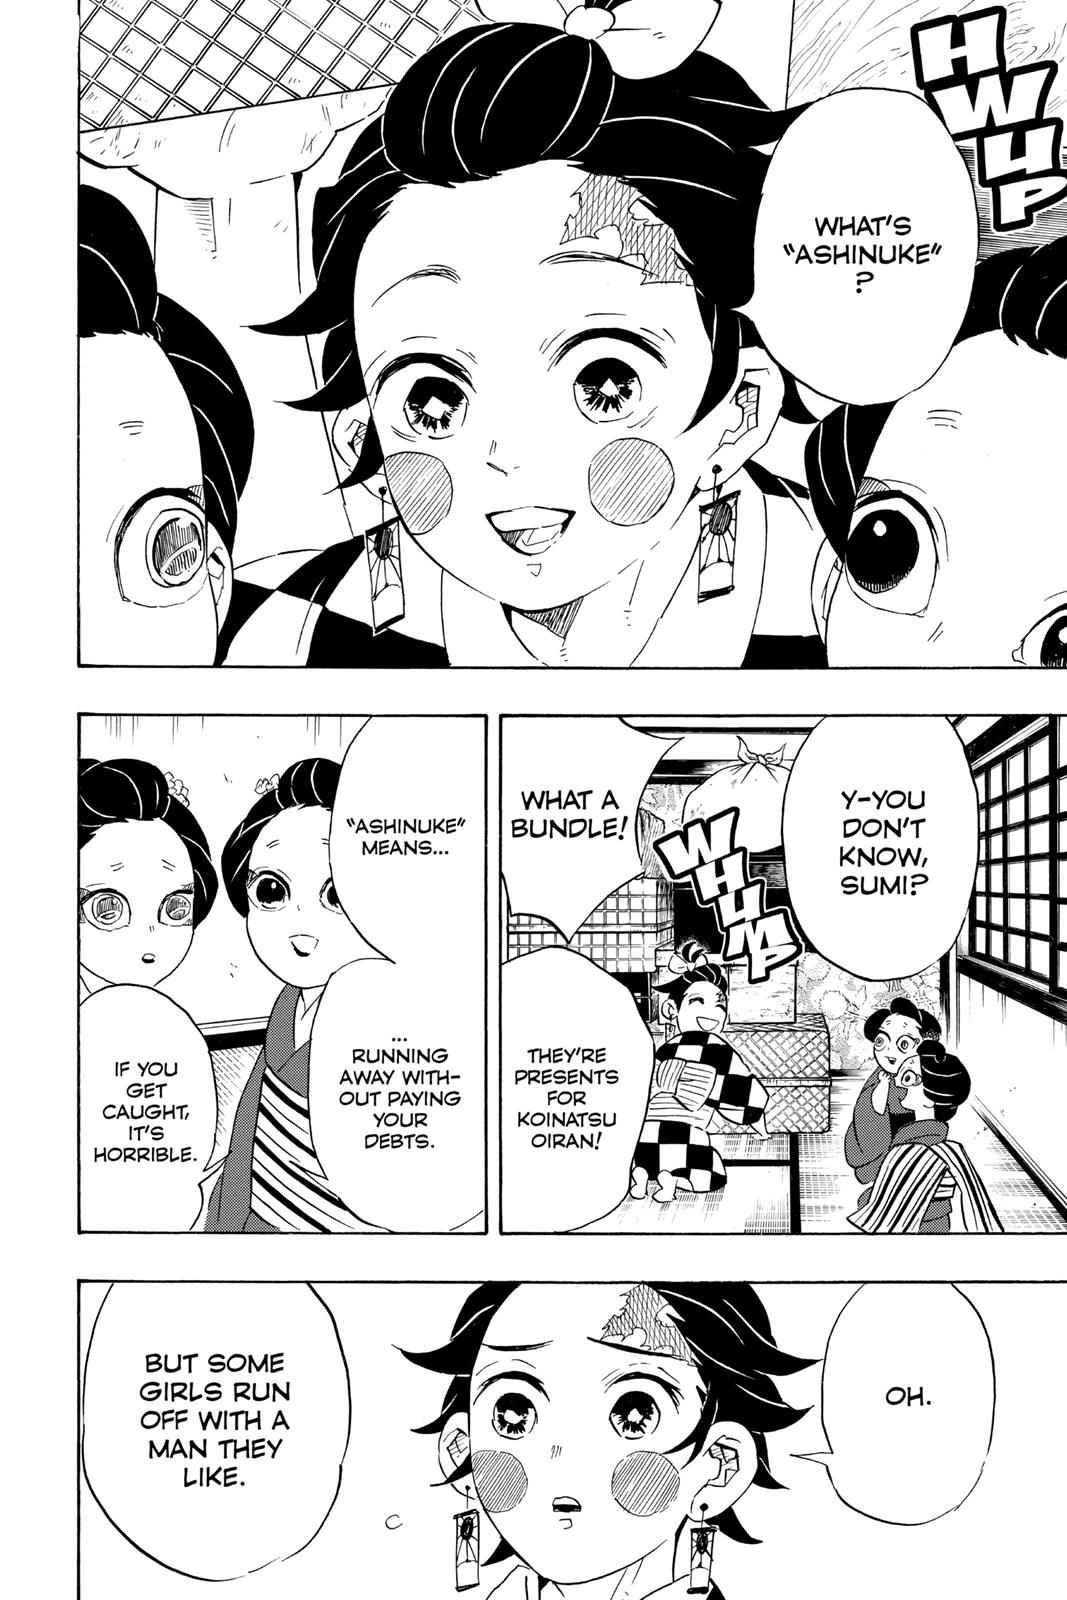 HWUP
WHAT'S
"ASHINUKE"
?
Y-YOU
DON'T
KNOW,
SUMI?
WHUMP
WHAT A
BUNDLE!
THEY'RE
PRESENTS
FOR
KOINATSU
OIRAN!
"ASHINUKE"
MEANS...
...
RUNNING
AWAY WITH-
OUT PAYING
YOUR
DEBTS.
IF YOU
GET
CAUGHT,
IT'S
HORRIBLE.
OH.
BUT SOME
GIRLS RUN
OFF WITH A
MAN THEY
LIKE.